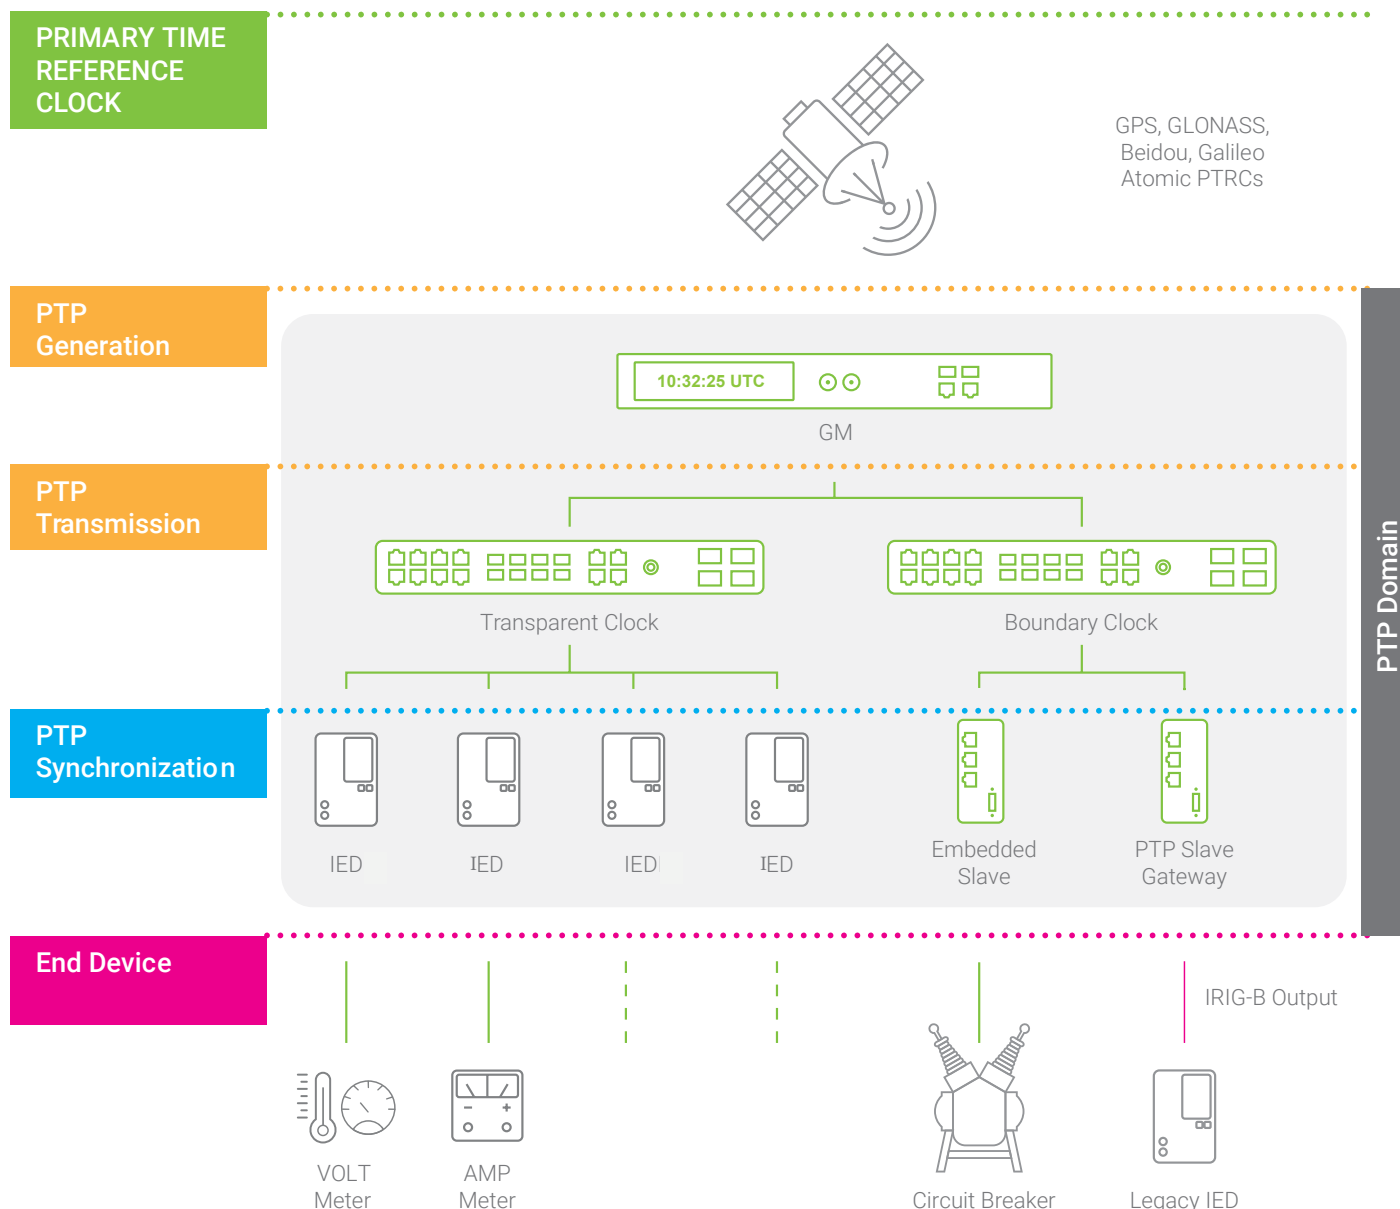 PRIMARY TIME
REFERENCE
CLOCK
GPS, GLONASS,
Beidou, Galileo
Atomic PTRCs
PTP
Generation
10:32:25 UTC
GM
PTP
Transmission
Transparent Clock
Boundary Clock
PTP Domain
PTP
Synchronization
IED
IED
IED
IED
Embedded
Slave
PTP Slave
Gateway
End Device
IRIG-B Output
VOLT
Meter
AMP
Meter
Circuit Breaker
Legacy IED